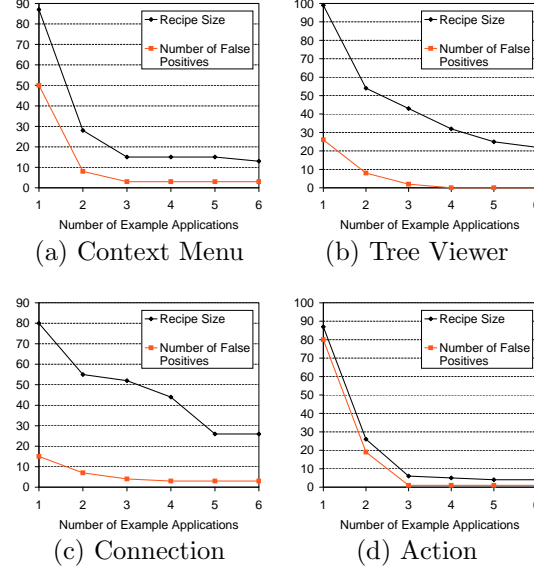 90
80
70
60
50
40
30
20
10
0
Recipe Size
Number of False
Positives
1 2 3 4 5 6
Number of Example Applications
(a) Context Menu
100
90
80
70
60
50
40
30
20
10
0
Recipe Size
Number of False
Positives
1 2 3 4 5 6
Number of Example Applications
(b) Tree Viewer
90
80
70
60
50
40
30
20
10
0
Recipe Size
Number of False
Positives
1 2 3 4 5 6
Number of Example Applications
(c) Connection
100
90
80
70
60
50
40
30
20
10
0
Recipe Size
Number of False
Positives
1 2 3 4 5 6
Number of Example Applications
(d) Action